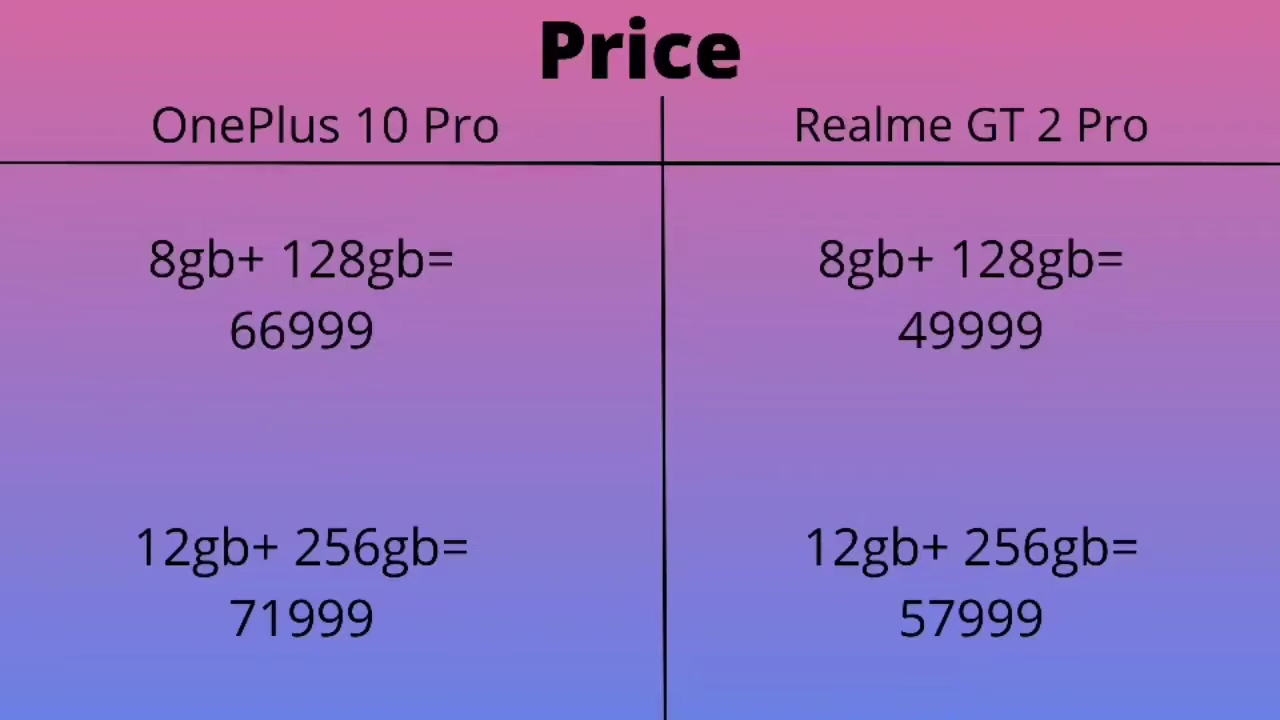 Price
OnePlus 10 Pro
Realme GT 2 Pro
8gb+ 128gb=
66999
8gb+ 128gb=
49999
12gb+ 256gb=
71999
12gb+ 256gb=
57999